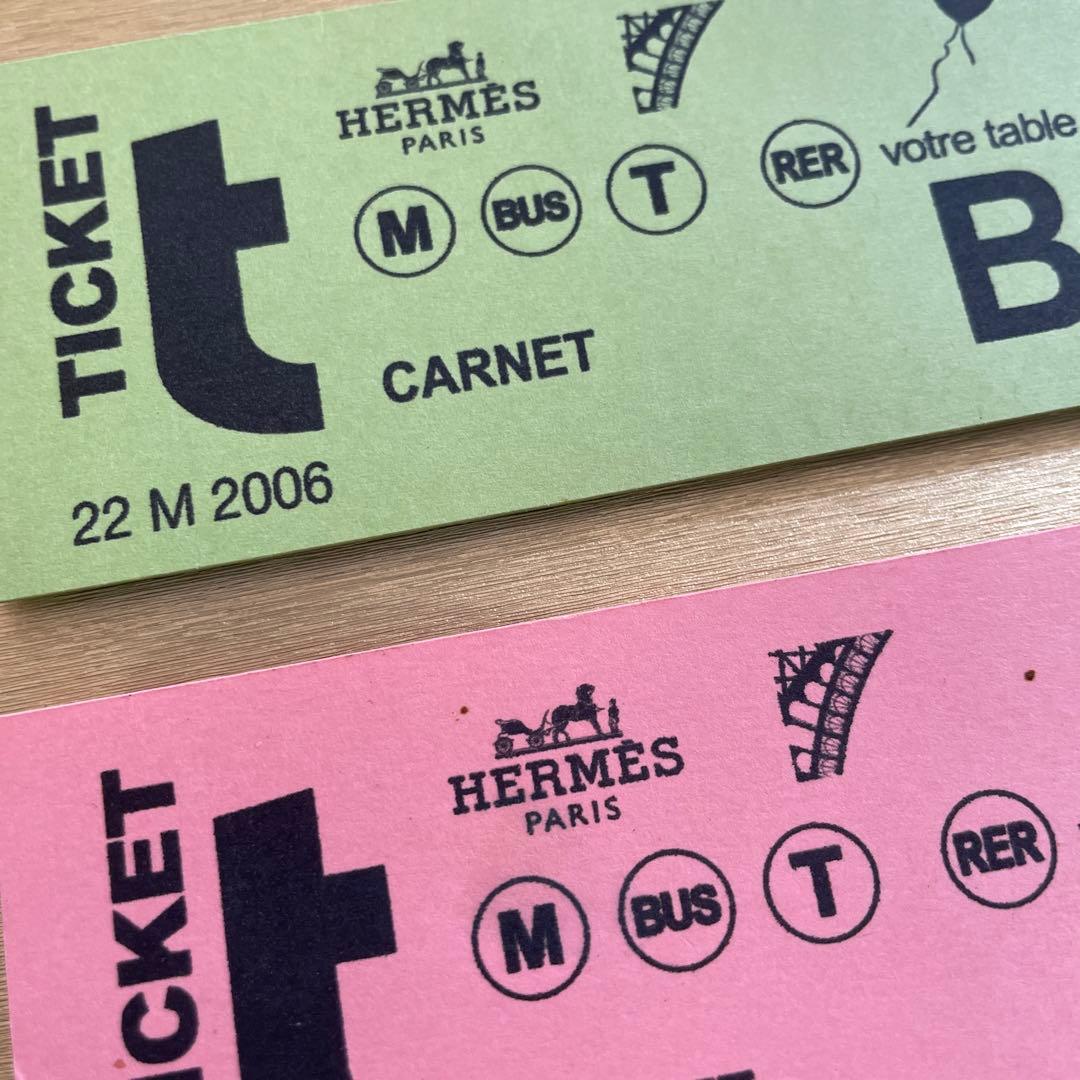 TICKET
t
HERMÈS
PARIS
M BUS T RER
votre table
B
CARNET
22 M 2006
TICKET
t
HERMÈS
PARIS
M BUS T RER